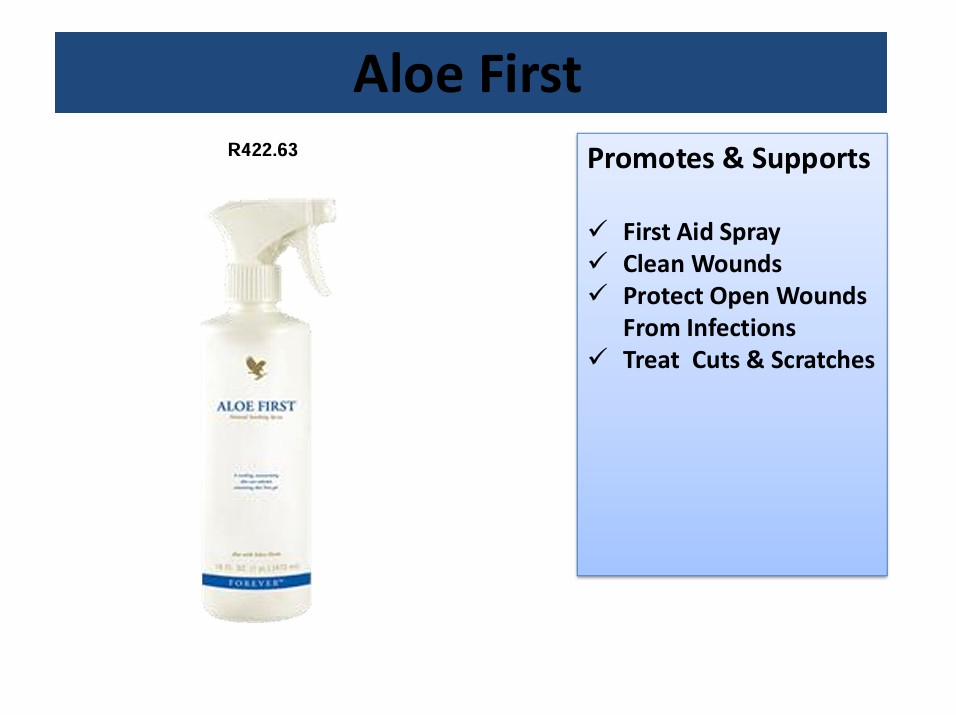 Aloe First
R422.63
Promotes & Supports
✓ First Aid Spray
✓ Clean Wounds
✓ Protect Open Wounds
From Infections
✓ Treat Cuts & Scratches
ALOE FIRST
FOREVER™